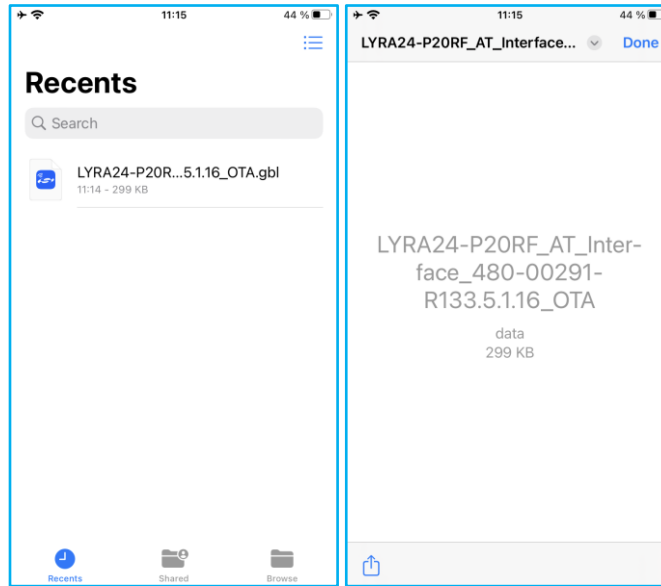 11:15
44 %
Recents
Search
LYRA24-P20R...5.1.16_OTA.gbl
11:14 - 299 KB
Recents
Shared
Browse
11:15
44 %
LYRA24-P20RF_AT_Interface...
Done
LYRA24-P20RF_AT_Inter-
face_480-00291-
R133.5.1.16_OTA
data
299 KB